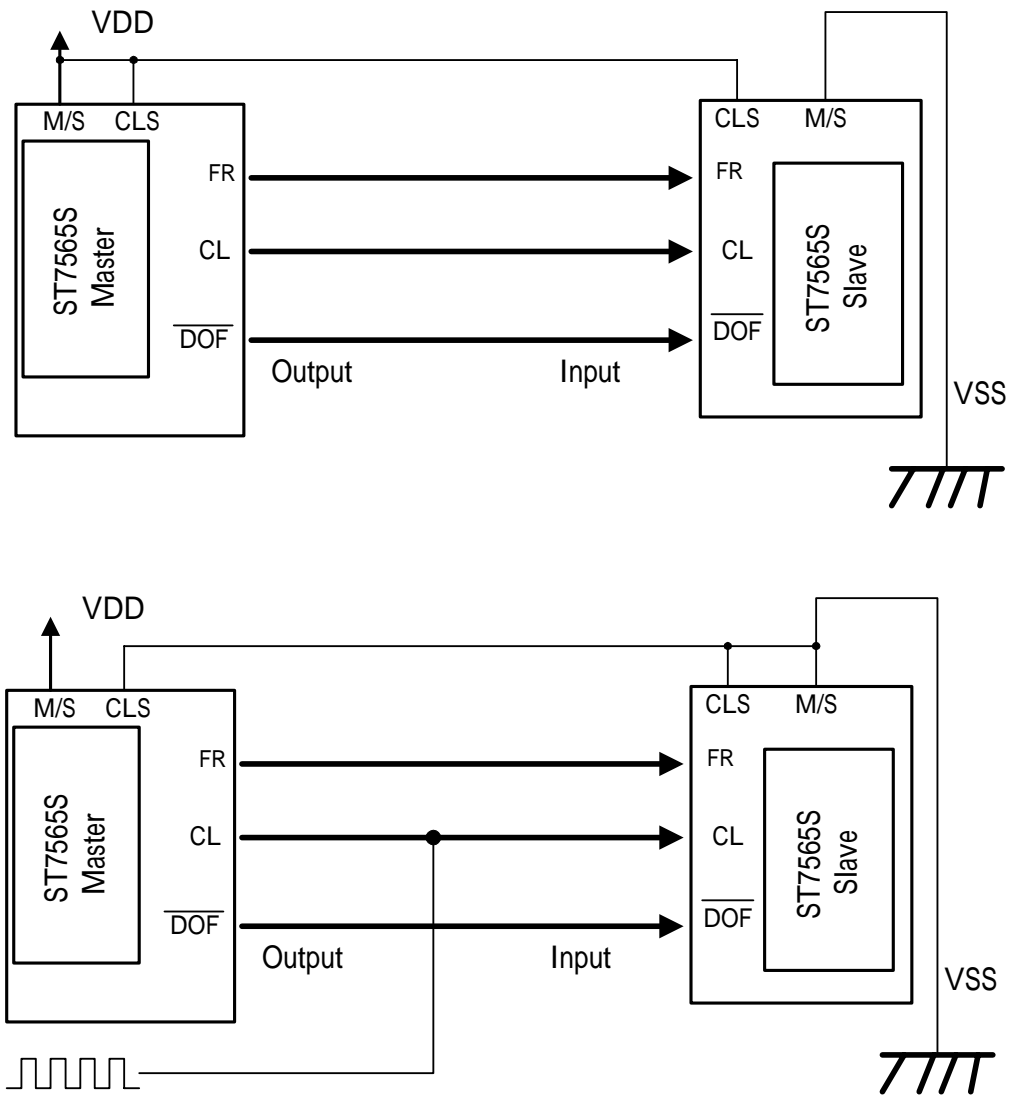 VDD
M/S CLS
CLS M/S
ST7565S
Master
FR
CL
DOF
FR
CL
DOF
ST7565S
Slave
Output
Input
VSS
VDD
M/S CLS
CLS M/S
ST7565S
Master
FR
CL
DOF
FR
CL
DOF
ST7565S
Slave
Output
Input
VSS